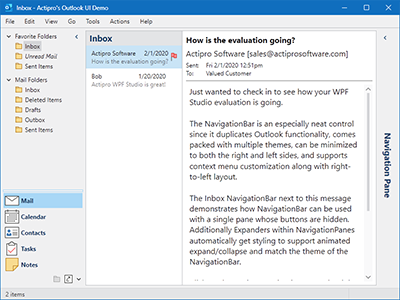 Inbox - Actipro's Outlook UI Demo
File Edit View Go Tools Actions Help
Favorite Folders
Inbox
Unread Mail
Sent Items
Mail Folders
Inbox
Deleted Items
Drafts
Outbox
Sent Items
Mail
Calendar
Contacts
Tasks
Notes
Inbox
Actipro Software 2/1/2020
How is the evaluation going?
Bob 1/20/2020
Actipro WPF Studio is great!
How is the evaluation going?
Actipro Software [sales@actiprosoftware.com]
Sent: Fri 2/1/2020 12:51pm
To: Valued Customer
Just wanted to check in to see how your WPF
Studio evaluation is going.
The NavigationBar is an especially neat control
since it duplicates Outlook functionality, comes
packed with multiple themes, can be minimized
to both the right and left sides, and supports
context menu customization along with right-
to-left layout.
The Inbox NavigationBar next to this message
demonstrates how NavigationBar can be used
with a single pane whose buttons are hidden.
Additionally Expanders within NavigationPanes
automatically get styling to support animated
expand/collapse and match the theme of the
NavigationBar.
Navigation Pane
2 items